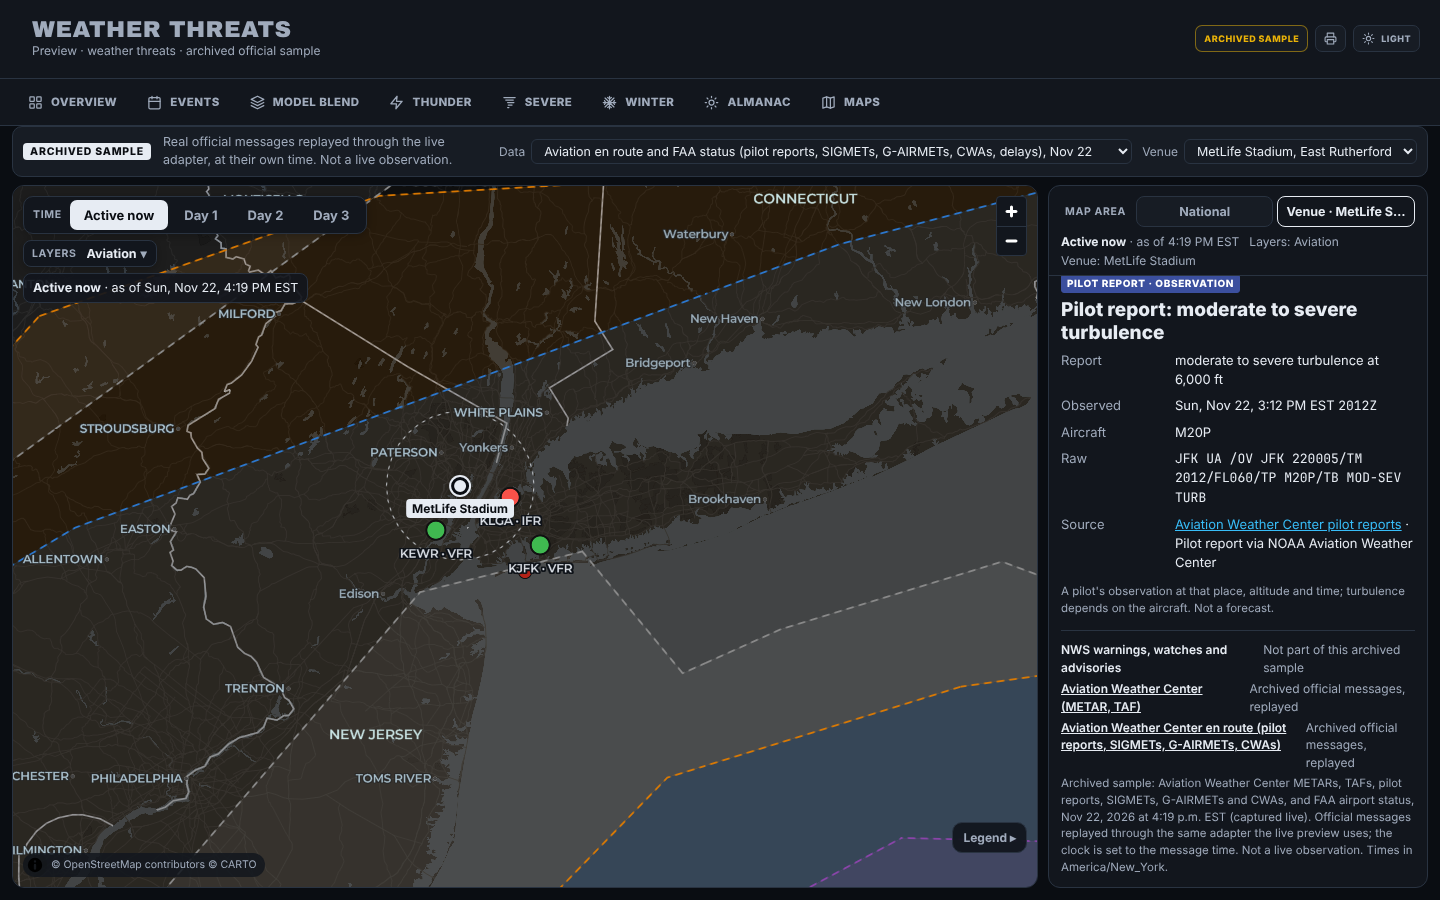 WEATHER THREATS
Preview · weather threats · archived official sample
ARCHIVED SAMPLE
LIGHT
OVERVIEW
EVENTS
MODEL BLEND
THUNDER
SEVERE
WINTER
ALMANAC
MAPS
ARCHIVED SAMPLE
Real official messages replayed through the live
adapter, at their own time. Not a live observation.
Data
Aviation en route and FAA status (pilot reports, SIGMETs, G-AIRMETs, CWAs, delays), Nov 22
Venue
MetLife Stadium, East Rutherford
TIME
Active now
Day 1
Day 2
Day 3
LAYERS Aviation ▾
Active now · as of Sun, Nov 22, 4:19 PM EST
CONNECTICUT
Waterbury
New London
New Haven
MILFORD
Bridgeport
WHITE PLAINS
STROUDSBURG
PATERSON
Yonkers
MetLife Stadium
KLGA · IFR
Brookhaven
EASTON
KEWR · VFR
ALLENTOWN
KJFK · VFR
Edison
TRENTON
NEW JERSEY
CHESTER
PHILADELPHIA
TOMS RIVER
Legend ▸
ILMINGTON
© OpenStreetMap contributors © CARTO
+
−
MAP AREA
National
Venue · MetLife S...
Active now · as of 4:19 PM EST Layers: Aviation
Venue: MetLife Stadium
PILOT REPORT · OBSERVATION
Pilot report: moderate to severe
turbulence
Report
moderate to severe turbulence at
6,000 ft
Observed
Sun, Nov 22, 3:12 PM EST 2012Z
Aircraft
M20P
Raw
JFK UA /OV JFK 220005/TM
2012/FL060/TP M20P/TB MOD-SEV
TURB
Source
Aviation Weather Center pilot reports ·
Pilot report via NOAA Aviation Weather
Center
A pilot's observation at that place, altitude and time; turbulence
depends on the aircraft. Not a forecast.
NWS warnings, watches and
advisories
Not part of this archived
sample
Aviation Weather Center
(METAR, TAF)
Archived official messages,
replayed
Aviation Weather Center en route (pilot
reports, SIGMETs, G-AIRMETs, CWAs)
Archived official
messages,
replayed
Archived sample: Aviation Weather Center METARs, TAFs, pilot
reports, SIGMETs, G-AIRMETs and CWAs, and FAA airport status,
Nov 22, 2026 at 4:19 p.m. EST (captured live). Official messages
replayed through the same adapter the live preview uses; the
clock is set to the message time. Not a live observation. Times in
America/New_York.